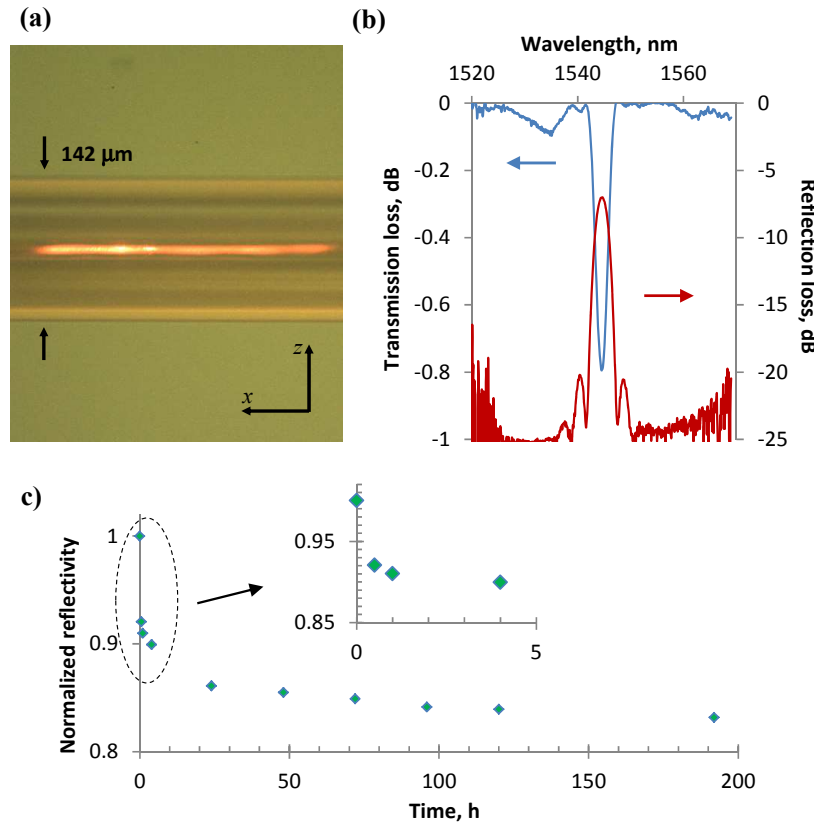 (a)
142 µm
z
x
(b)
Wavelength, nm
1520 1540 1560
0
-0.2
-0.4
-0.6
-0.8
-1
Transmission loss, dB
0
-5
-10
-15
-20
-25
Reflection loss, dB
c)
Normalized reflectivity
1
0.9
0.8
0 50 100 150 200
Time, h
0.95
0.85
0 5